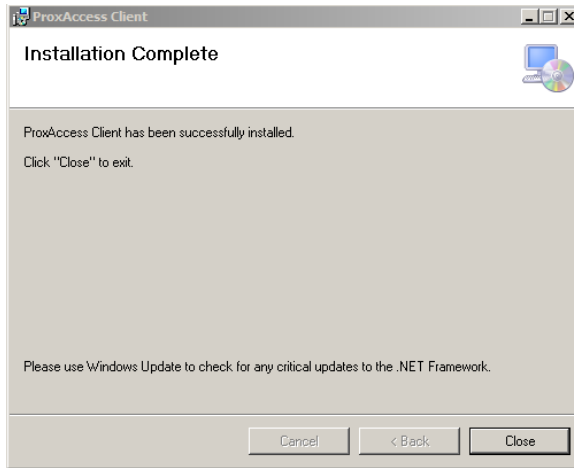 ProxAccess Client
Installation Complete
ProxAccess Client has been successfully installed.
Click "Close" to exit.
Please use Windows Update to check for any critical updates to the .NET Framework.
Cancel
< Back
Close